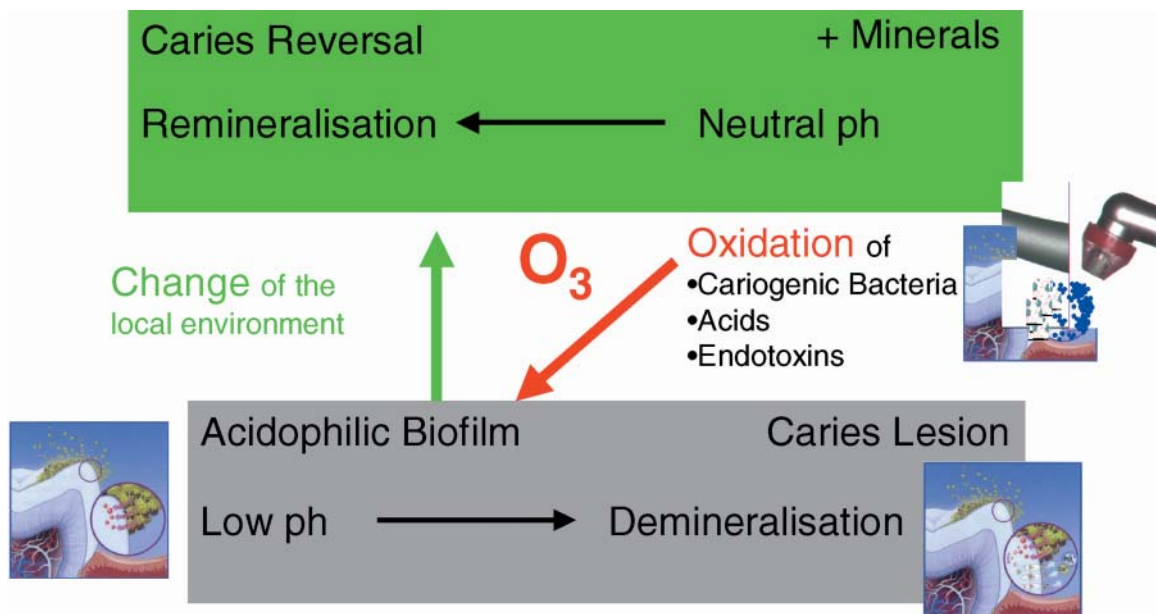 Caries Reversal
+ Minerals
Remineralisation
Neutral ph
Change of the
local environment
O₃
Oxidation of
•Cariogenic Bacteria
•Acids
•Endotoxins
Acidophilic Biofilm
Caries Lesion
Low ph
Demineralisation